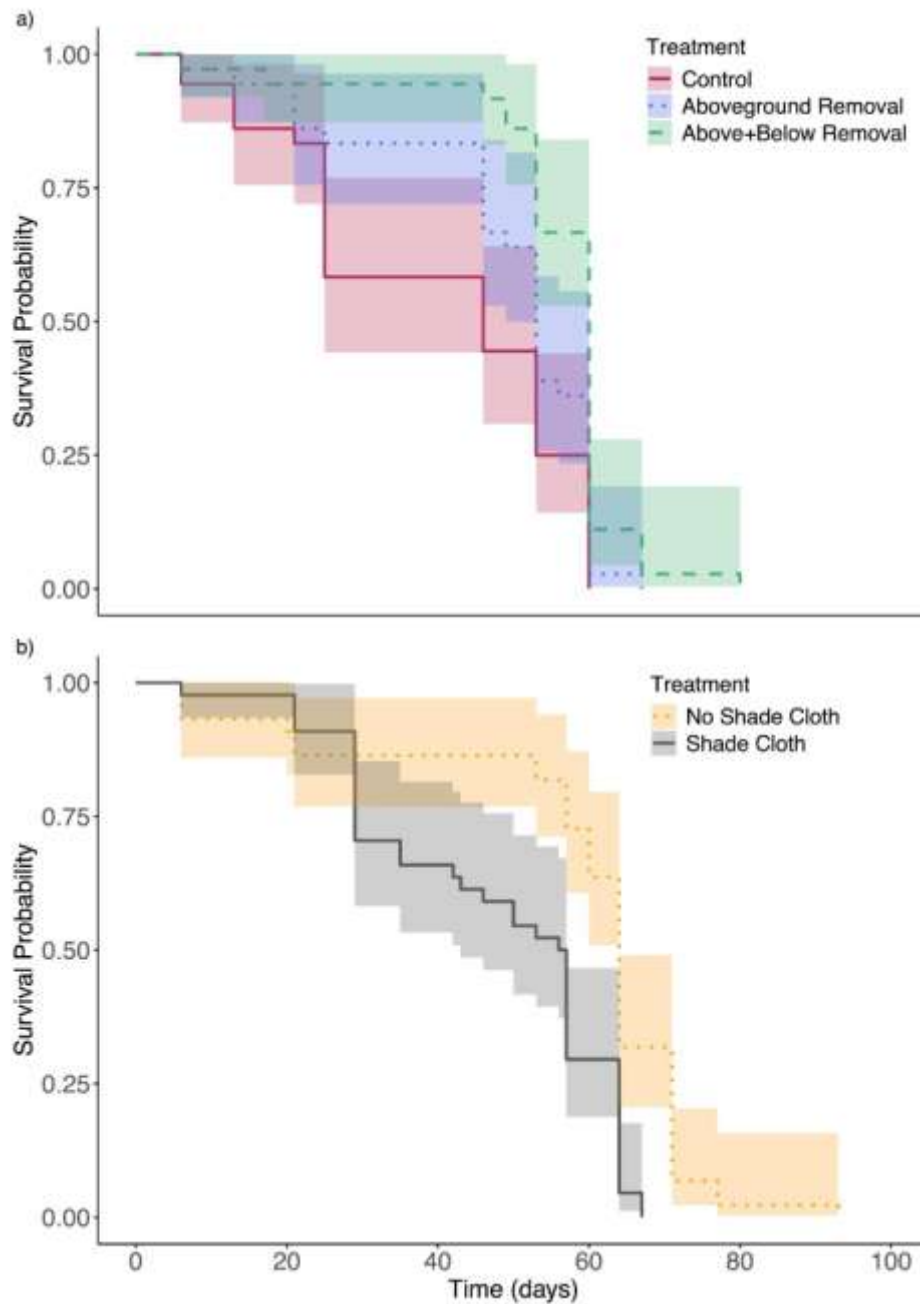 a)
Treatment
Control
Aboveground Removal
Above+Below Removal
Survival Probability
1.00
0.75
0.50
0.25
0.00
b)
Treatment
No Shade Cloth
Shade Cloth
Survival Probability
1.00
0.75
0.50
0.25
0.00
0 20 40 60 80 100
Time (days)